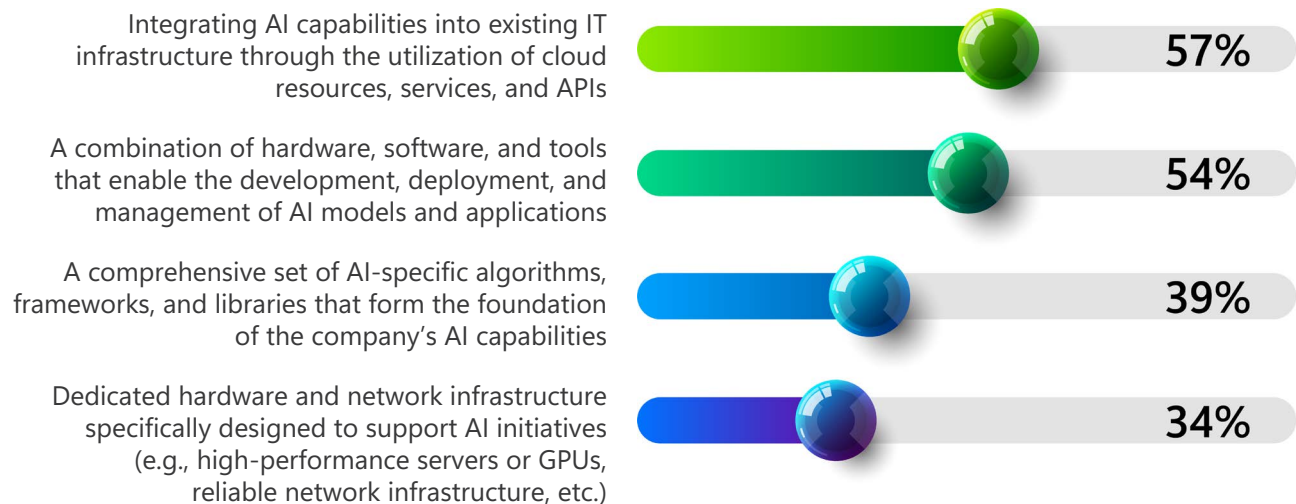 Integrating AI capabilities into existing IT
infrastructure through the utilization of cloud
resources, services, and APIs
57%
A combination of hardware, software, and tools
that enable the development, deployment, and
management of AI models and applications
54%
A comprehensive set of AI-specific algorithms,
frameworks, and libraries that form the foundation
of the company’s AI capabilities
39%
Dedicated hardware and network infrastructure
specifically designed to support AI initiatives
(e.g., high-performance servers or GPUs,
reliable network infrastructure, etc.)
34%